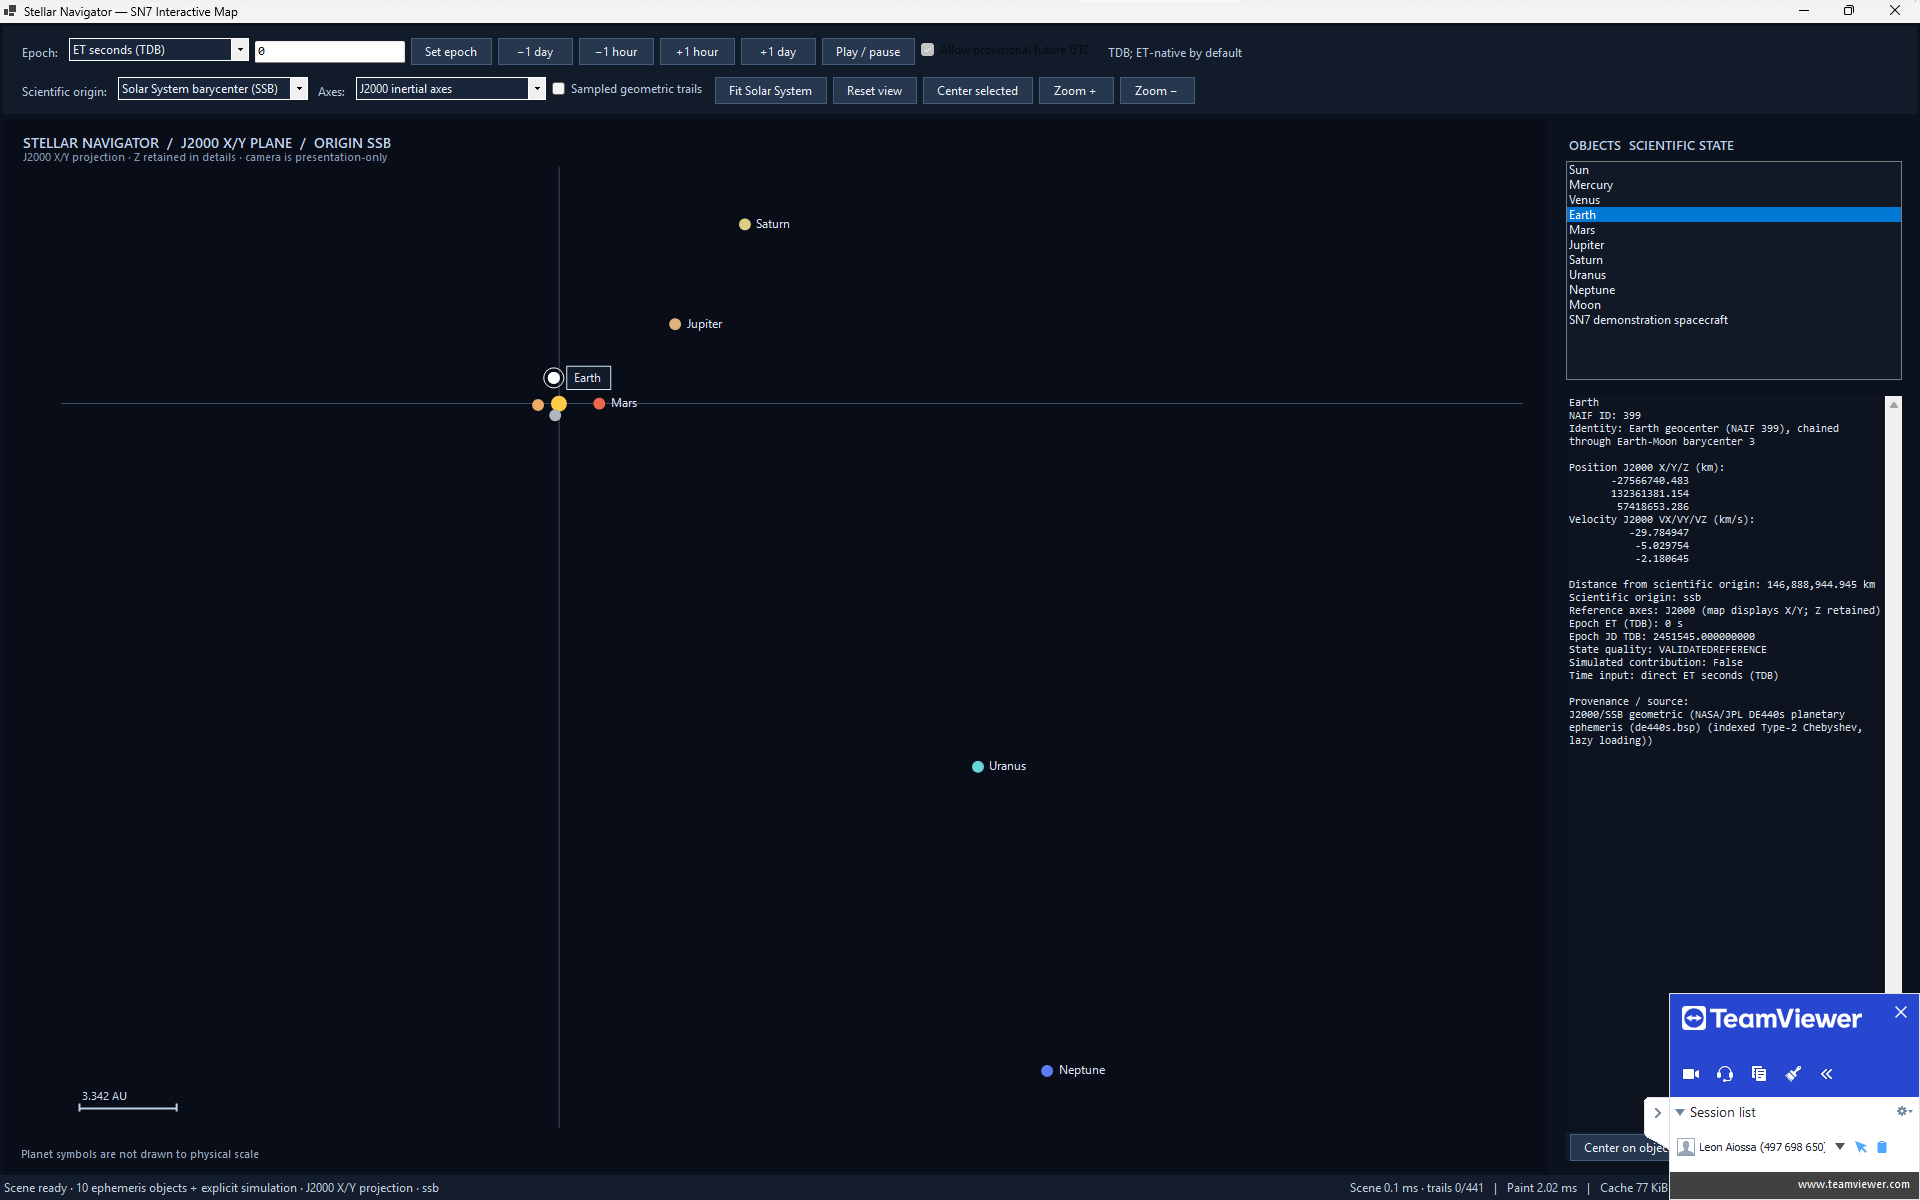 Stellar Navigator — SN7 Interactive Map
Epoch: ET seconds (TDB) 0 Set epoch −1 day −1 hour +1 hour +1 day Play / pause Allow provisional future UTC TDB; ET-native by default
Scientific origin: Solar System barycenter (SSB) Axes: J2000 inertial axes Sampled geometric trails Fit Solar System Reset view Center selected Zoom + Zoom −
STELLAR NAVIGATOR / J2000 X/Y PLANE / ORIGIN SSB
J2000 X/Y projection · Z retained in details · camera is presentation-only
Saturn
Jupiter
Earth
Mars
Uranus
Neptune
3.342 AU
Planet symbols are not drawn to physical scale
OBJECTS SCIENTIFIC STATE
Sun
Mercury
Venus
Earth
Mars
Jupiter
Saturn
Uranus
Neptune
Moon
SN7 demonstration spacecraft
Earth
NAIF ID: 399
Identity: Earth geocenter (NAIF 399), chained
through Earth-Moon barycenter 3
Position J2000 X/Y/Z (km):
-27566740.483
132361381.154
57418653.286
Velocity J2000 VX/VY/VZ (km/s):
-29.784947
-5.029754
-2.180645
Distance from scientific origin: 146,888,944.945 km
Scientific origin: ssb
Reference axes: J2000 (map displays X/Y; Z retained)
Epoch ET (TDB): 0 s
Epoch JD TDB: 2451545.000000000
State quality: VALIDATEDREFERENCE
Simulated contribution: False
Time input: direct ET seconds (TDB)
Provenance / source:
J2000/SSB geometric (NASA/JPL DE440s planetary
ephemeris (de440s.bsp) (indexed Type-2 Chebyshev,
lazy loading))
Center on objec
TeamViewer
Session list
Leon Aiossa (497 698 650)
www.teamviewer.com
Scene ready · 10 ephemeris objects + explicit simulation · J2000 X/Y projection · ssb
Scene 0.1 ms · trails 0/441 | Paint 2.02 ms | Cache 77 KiB